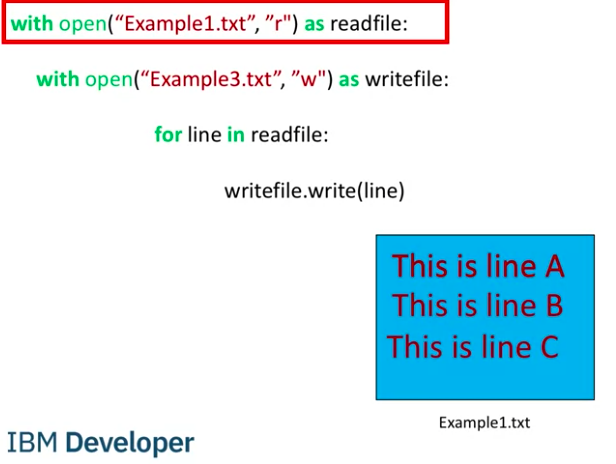 with open(“Example1.txt”, ”r") as readfile:
with open(“Example3.txt”, ”w") as writefile:
for line in readfile:
writefile.write(line)
This is line A
This is line B
This is line C
Example1.txt
IBM Developer